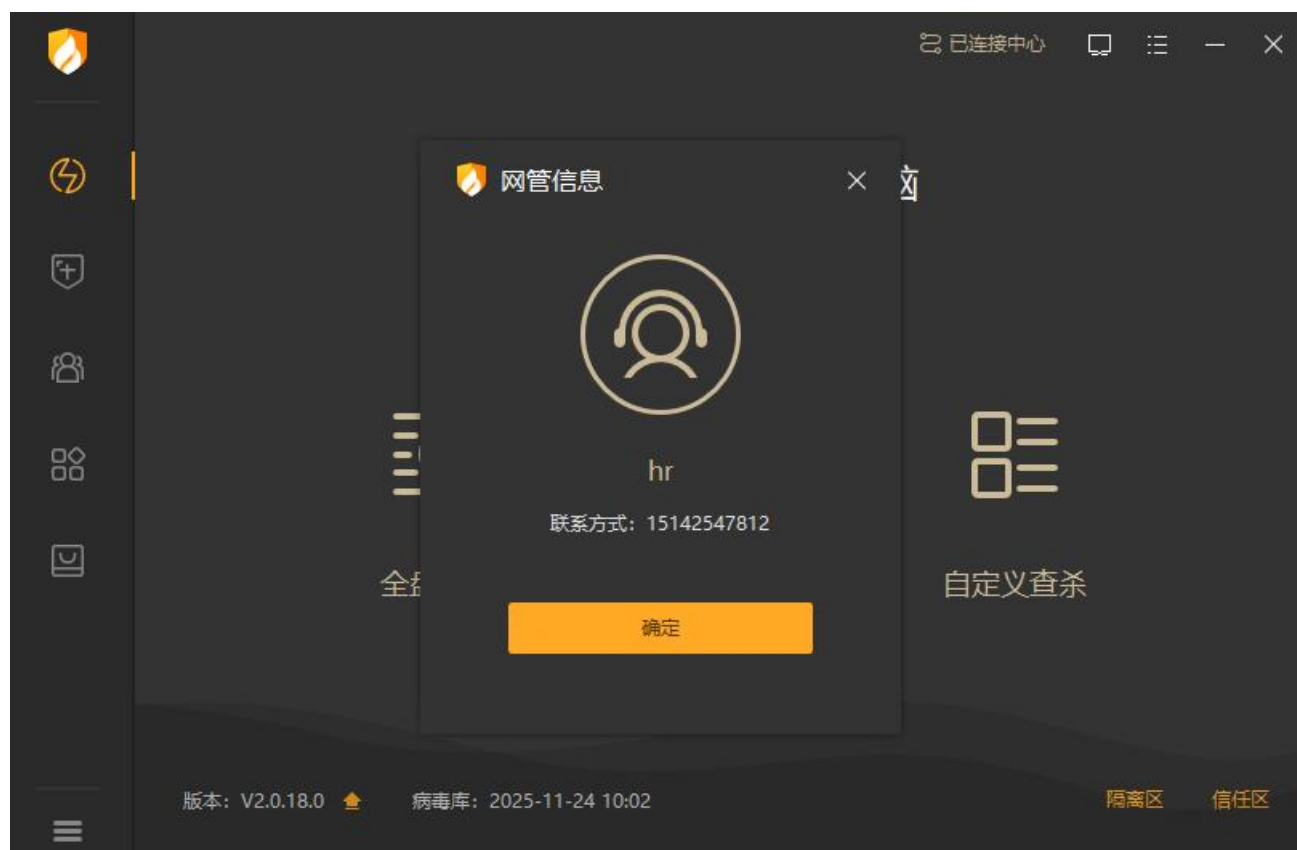 已连接中心
网管信息
脑
hr
联系方式：15142547812
全
自定义查杀
确定
版本：V2.0.18.0
病毒库：2025-11-24 10:02
隔离区
信任区